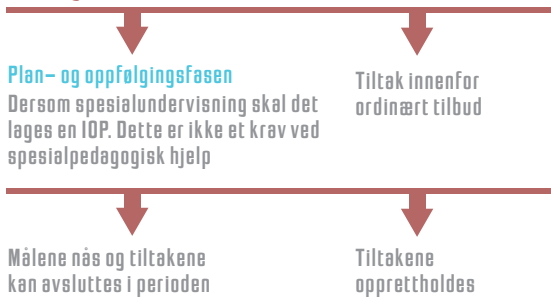 Plan– og oppfølgingsfasen
Dersom spesialundervisning skal det
lages en IOP. Dette er ikke et krav ved
spesialpedagogisk hjelp
Tiltak innenfor
ordinært tilbud
Målene nås og tiltakene
kan avsluttes i perioden
Tiltakene
opprettholdes